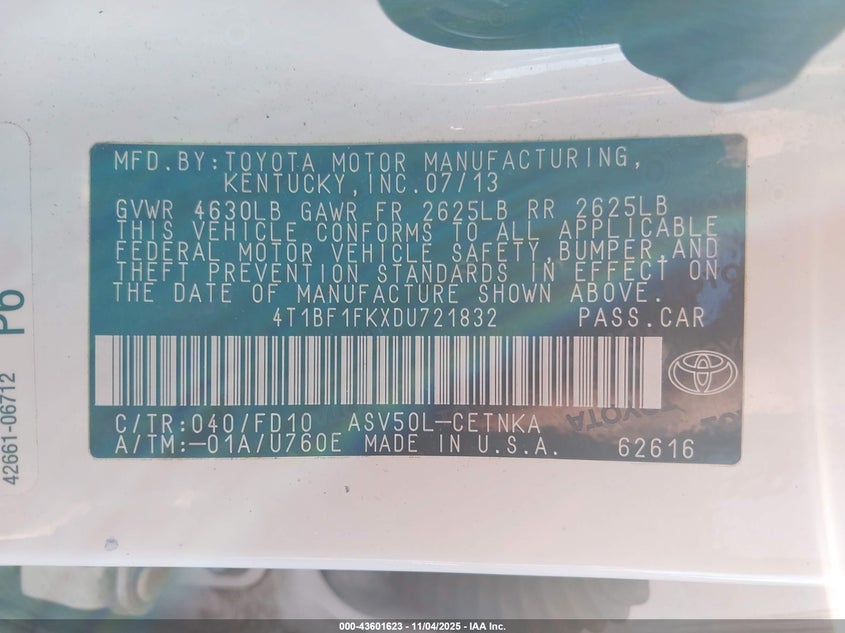 MFD.BY:TOYOTA MOTOR MANUFACTURING,
KENTUCKY,INC.07/13
GVWR 4630LB GAWR FR 2625LB RR 2625LB
THIS VEHICLE CONFORMS TO ALL APPLICABLE
FEDERAL MOTOR VEHICLE SAFETY,BUMPER,AND
THEFT PREVENTION STANDARDS IN EFFECT ON
THE DATE OF MANUFACTURE SHOWN ABOVE.
4T1BF1FKXDU721832 PASS.CAR
C/TR:040/FD10 ASV50L-CETNKA
A/TM:-01A/U760E MADE IN U.S.A. 62616
TOYOTA
42661-06712
P6
000-43601623 - 11/04/2025 - IAA Inc.